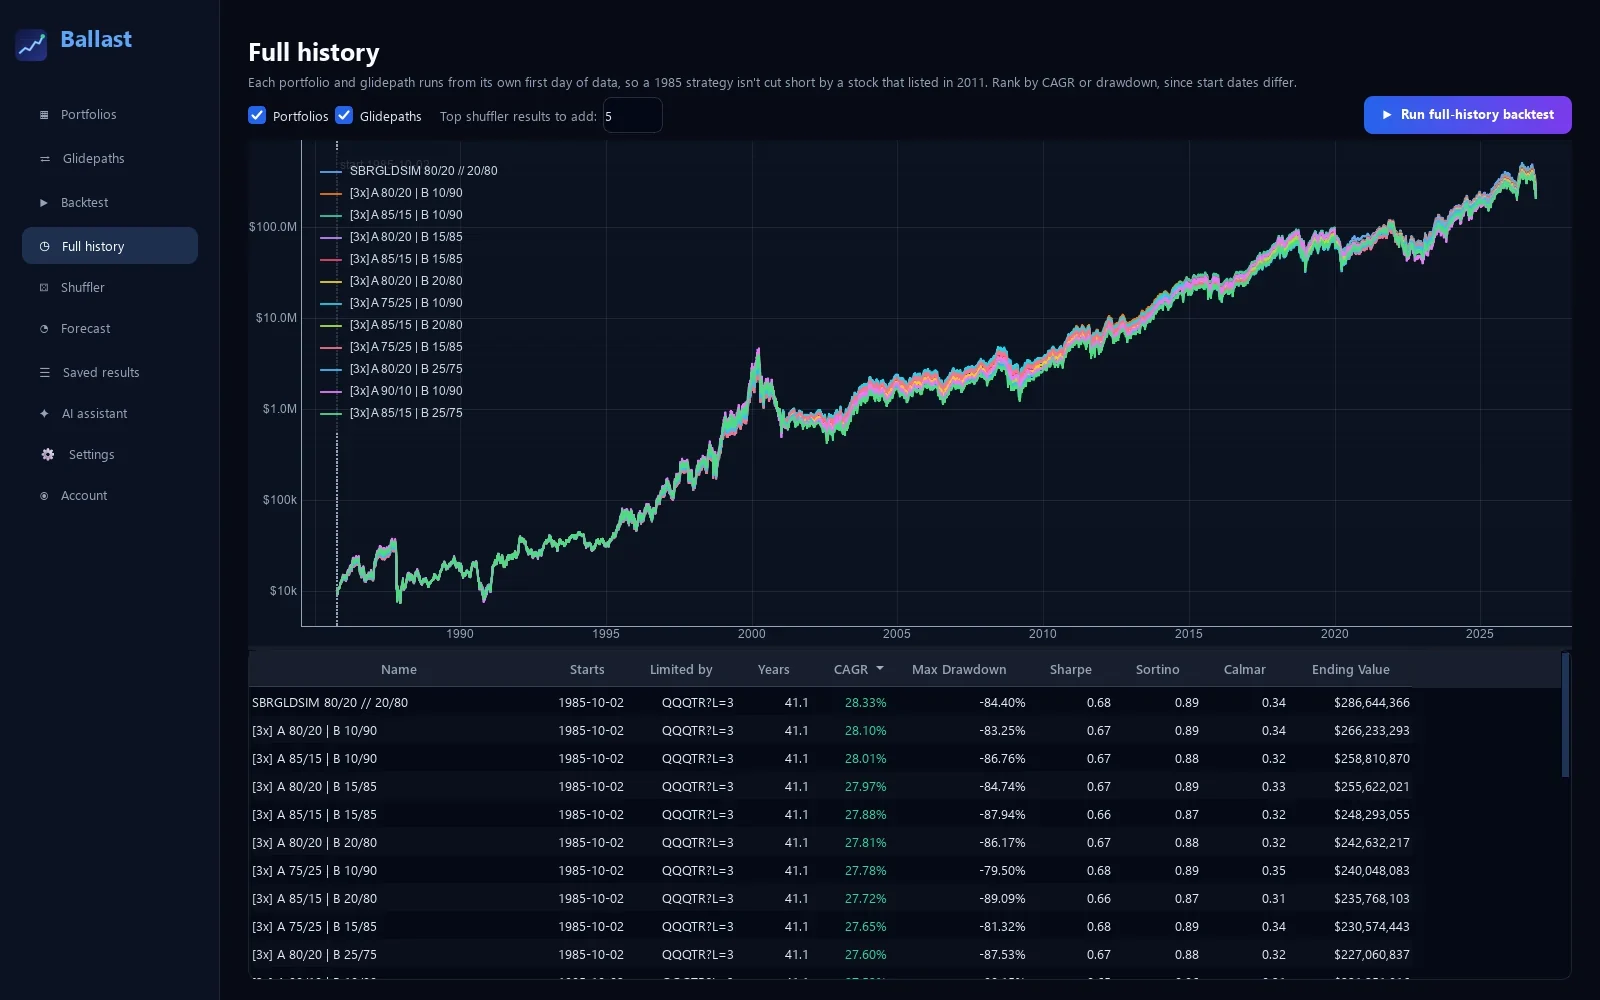 Ballast
Portfolios
Glidepaths
Backtest
Full history
Shuffler
Forecast
Saved results
AI assistant
Settings
Account
Full history
Each portfolio and glidepath runs from its own first day of data, so a 1985 strategy isn't cut short by a stock that listed in 2011. Rank by CAGR or drawdown, since start dates differ.
Portfolios Glidepaths Top shuffler results to add: 5
Run full-history backtest
start 1985-10-02
SBRGLDSIM 80/20 // 20/80
[3x] A 80/20 | B 10/90
[3x] A 85/15 | B 10/90
[3x] A 80/20 | B 15/85
[3x] A 85/15 | B 15/85
[3x] A 80/20 | B 20/80
[3x] A 75/25 | B 10/90
[3x] A 85/15 | B 20/80
[3x] A 75/25 | B 15/85
[3x] A 80/20 | B 25/75
[3x] A 90/10 | B 10/90
[3x] A 85/15 | B 25/75
$100.0M
$10.0M
$1.0M
$100k
$10k
1990 1995 2000 2005 2010 2015 2020 2025
Name Starts Limited by Years CAGR Max Drawdown Sharpe Sortino Calmar Ending Value
SBRGLDSIM 80/20 // 20/80 1985-10-02 QQQTR?L=3 41.1 28.33% -84.40% 0.68 0.89 0.34 $286,644,366
[3x] A 80/20 | B 10/90 1985-10-02 QQQTR?L=3 41.1 28.10% -83.25% 0.67 0.89 0.34 $266,233,293
[3x] A 85/15 | B 10/90 1985-10-02 QQQTR?L=3 41.1 28.01% -86.76% 0.67 0.88 0.32 $258,810,870
[3x] A 80/20 | B 15/85 1985-10-02 QQQTR?L=3 41.1 27.97% -84.74% 0.67 0.89 0.33 $255,622,021
[3x] A 85/15 | B 15/85 1985-10-02 QQQTR?L=3 41.1 27.88% -87.94% 0.66 0.87 0.32 $248,293,055
[3x] A 80/20 | B 20/80 1985-10-02 QQQTR?L=3 41.1 27.81% -86.17% 0.67 0.88 0.32 $242,632,217
[3x] A 75/25 | B 10/90 1985-10-02 QQQTR?L=3 41.1 27.78% -79.50% 0.68 0.89 0.35 $240,048,083
[3x] A 85/15 | B 20/80 1985-10-02 QQQTR?L=3 41.1 27.72% -89.09% 0.66 0.87 0.31 $235,768,103
[3x] A 75/25 | B 15/85 1985-10-02 QQQTR?L=3 41.1 27.65% -81.32% 0.68 0.89 0.34 $230,574,443
[3x] A 80/20 | B 25/75 1985-10-02 QQQTR?L=3 41.1 27.60% -87.53% 0.66 0.88 0.32 $227,060,837